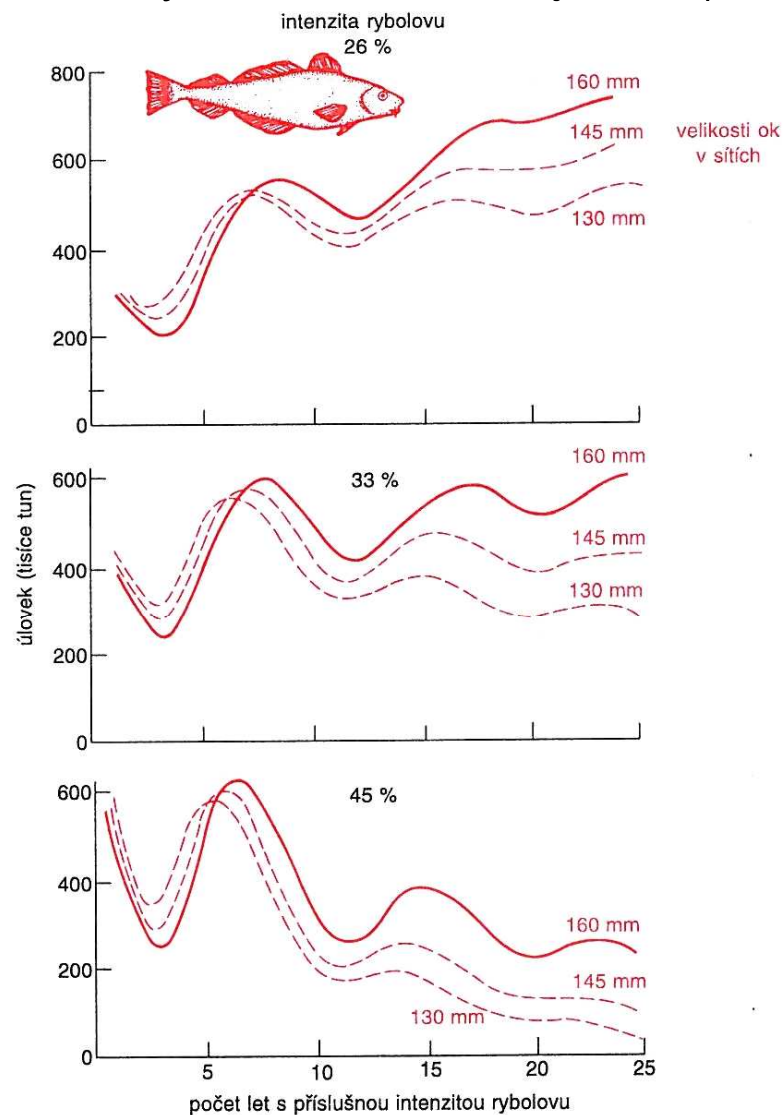 intenzita rybolovu
26 %
800
600
400
200
0
160 mm
145 mm
130 mm
velikosti ok
v sítích
33 %
600
400
200
0
160 mm
145 mm
130 mm
úlovek (tisíce tun)
45 %
600
400
200
0
160 mm
145 mm
130 mm
5
10
15
20
25
počet let s příslušnou intenzitou rybolovu